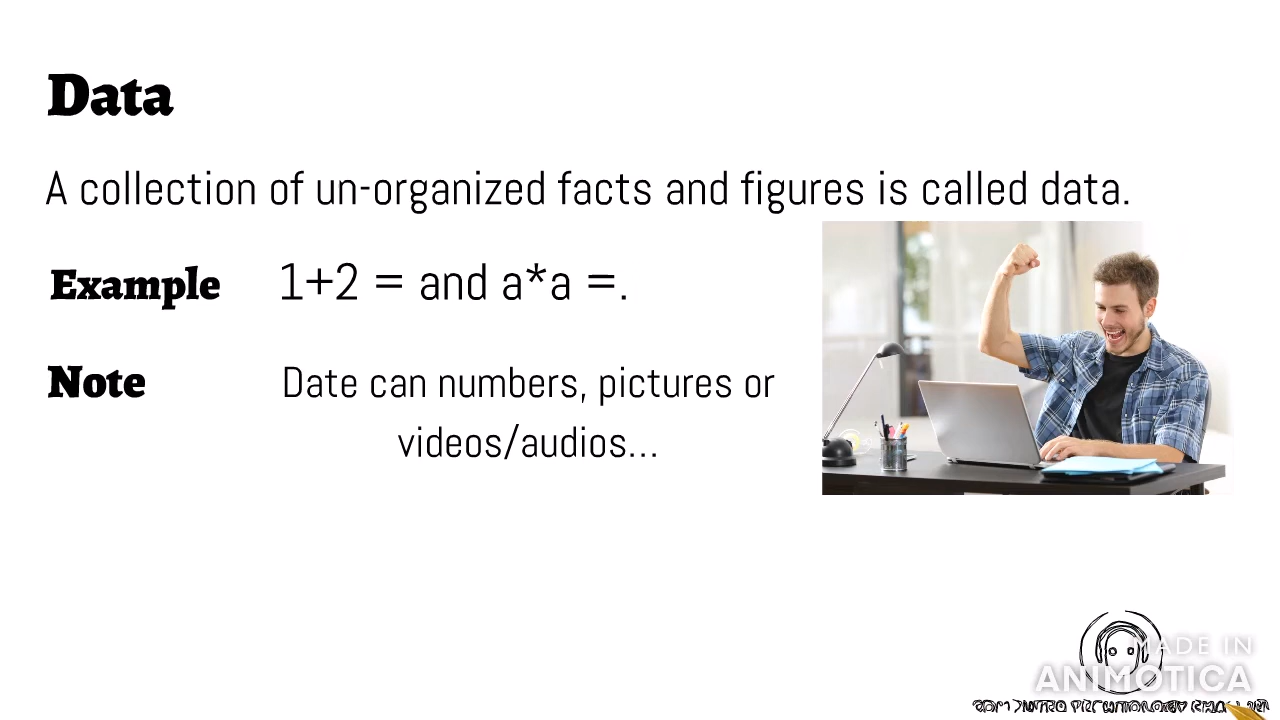 Data
A collection of un-organized facts and figures is called data.
Example 1+2 = and a*a =.
Note Date can numbers, pictures or
videos/audios...
MADE IN
ANIMOTICA